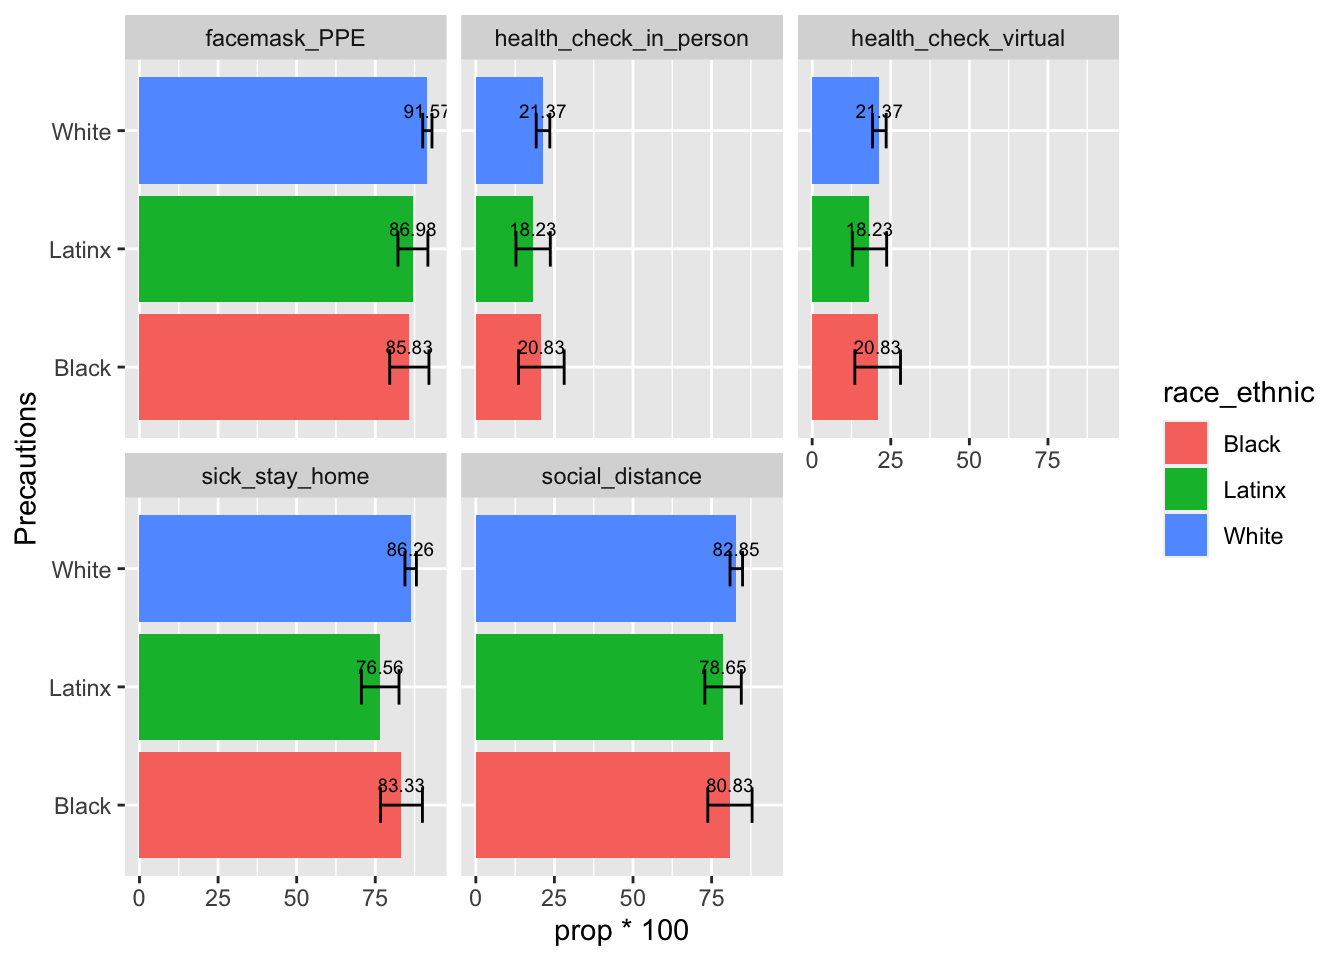 facemask_PPE
health_check_in_person
health_check_virtual
White
91.57
21.37
21.37
Latinx
86.98
18.23
18.23
Black
85.83
20.83
20.83
0 25 50 75
sick_stay_home
social_distance
White
86.26
82.85
Latinx
76.56
78.65
Black
83.33
80.83
0 25 50 75
0 25 50 75
prop * 100
Precautions
race_ethnic
Black
Latinx
White